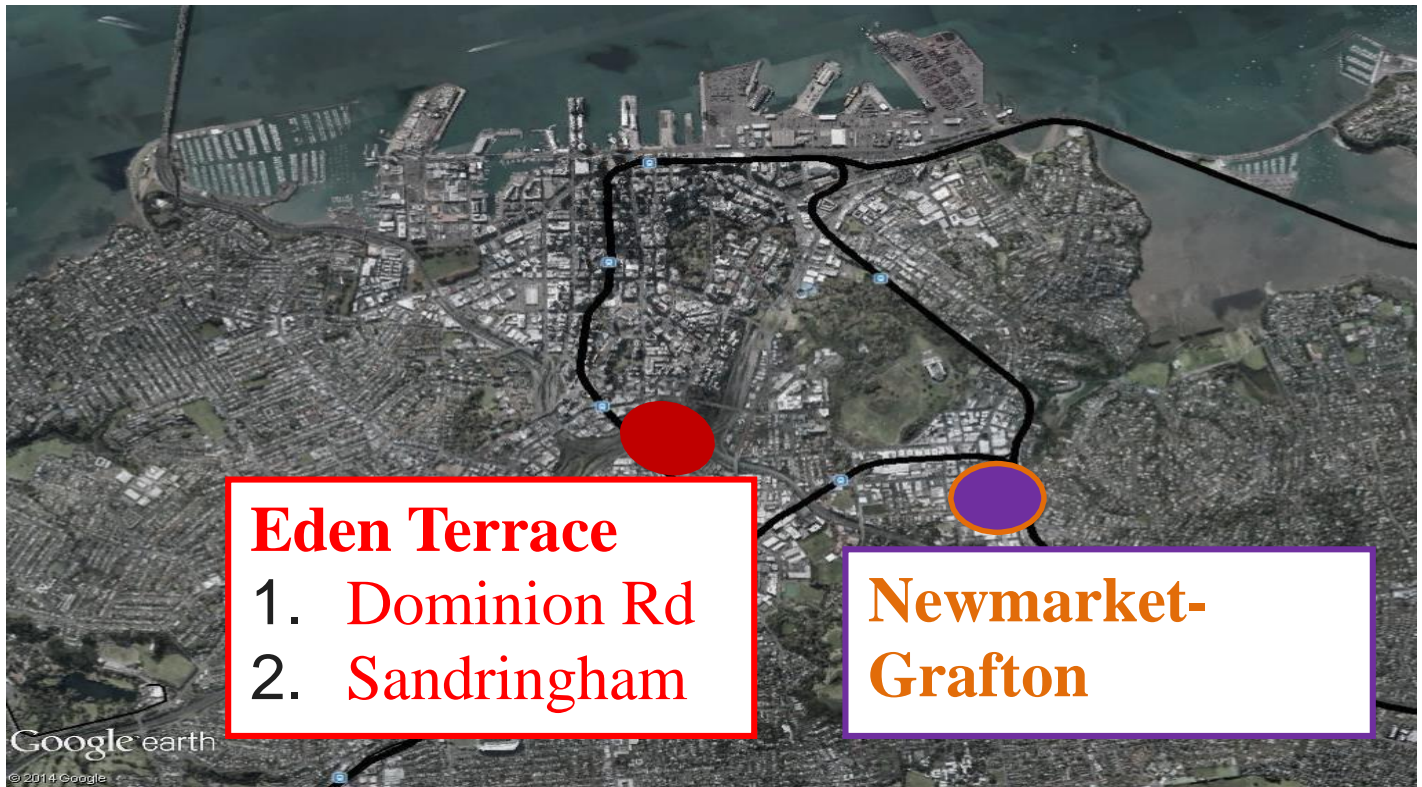 Eden Terrace
1. Dominion Rd
2. Sandringham
Newmarket-
Grafton
Google earth
© 2014 Google